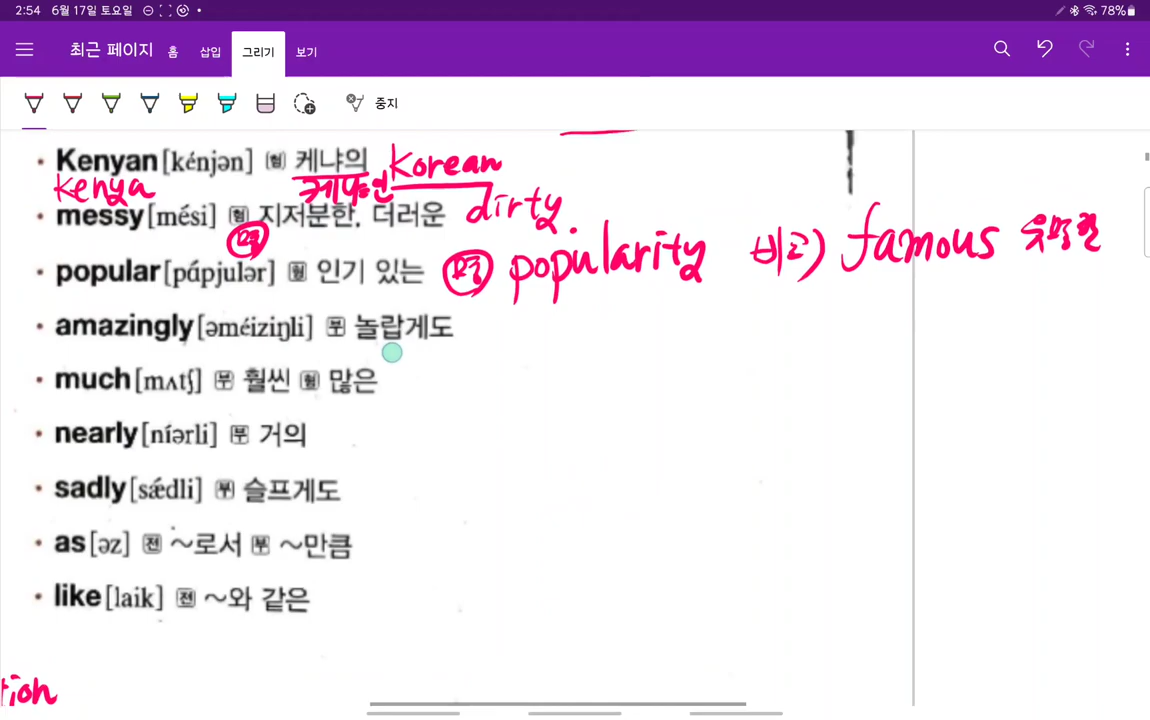 2:54 6월 17일 토요일 78%
최근 페이지 홈 삽입 그리기 보기
중지
• Kenyan[kénjən] 형 케냐의 Korean
Kenya 케냐인
• messy[mési] 형 지저분한, 더러운 dirty
• popular[pápjulər] 형 인기 있는 명 popularity 비교) famous 유명한
• amazingly[əméiziŋli] 부 놀랍게도
• much[mʌtʃ] 부 훨씬 형 많은
• nearly[níərli] 부 거의
• sadly[sǽdli] 부 슬프게도
• as[əz] 전 ～로서 부 ～만큼
• like[laik] 전 ～와 같은
tion